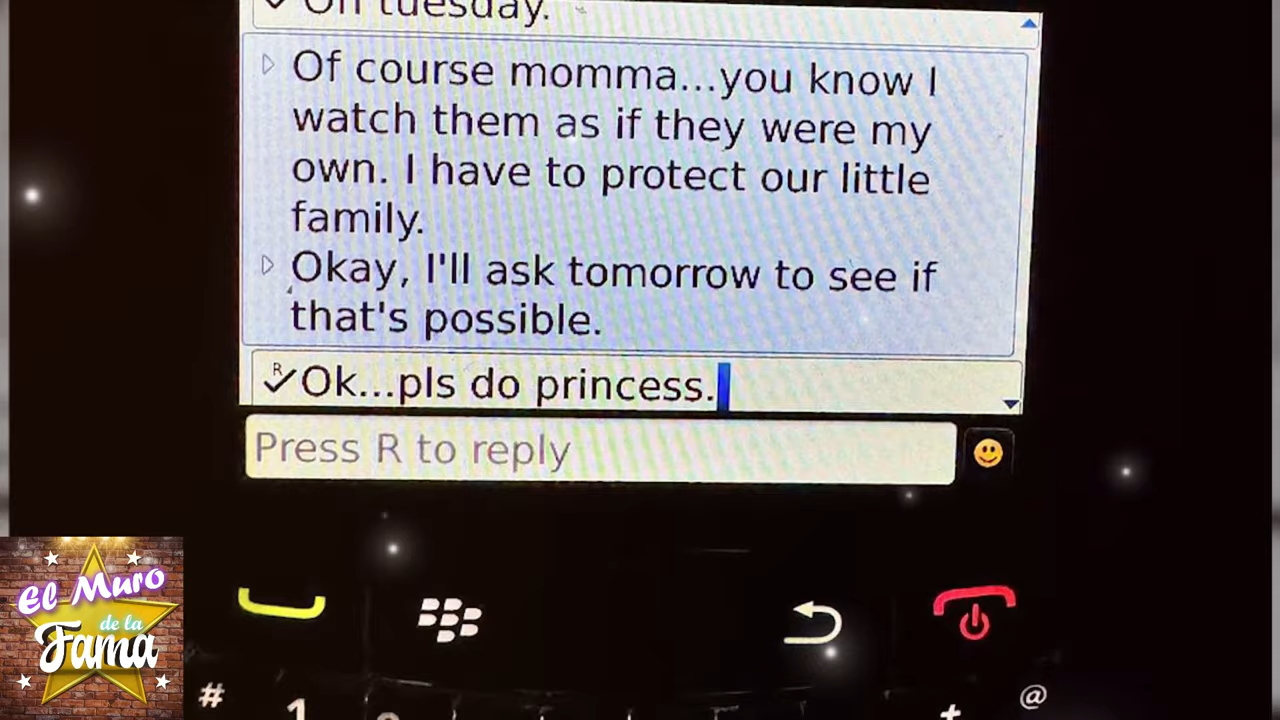 On tuesday.
Of course momma...you know I
watch them as if they were my
own. I have to protect our little
family.
Okay, I'll ask tomorrow to see if
that's possible.
R Ok...pls do princess.
Press R to reply
El Muro
de la
Fama
# 1 + @